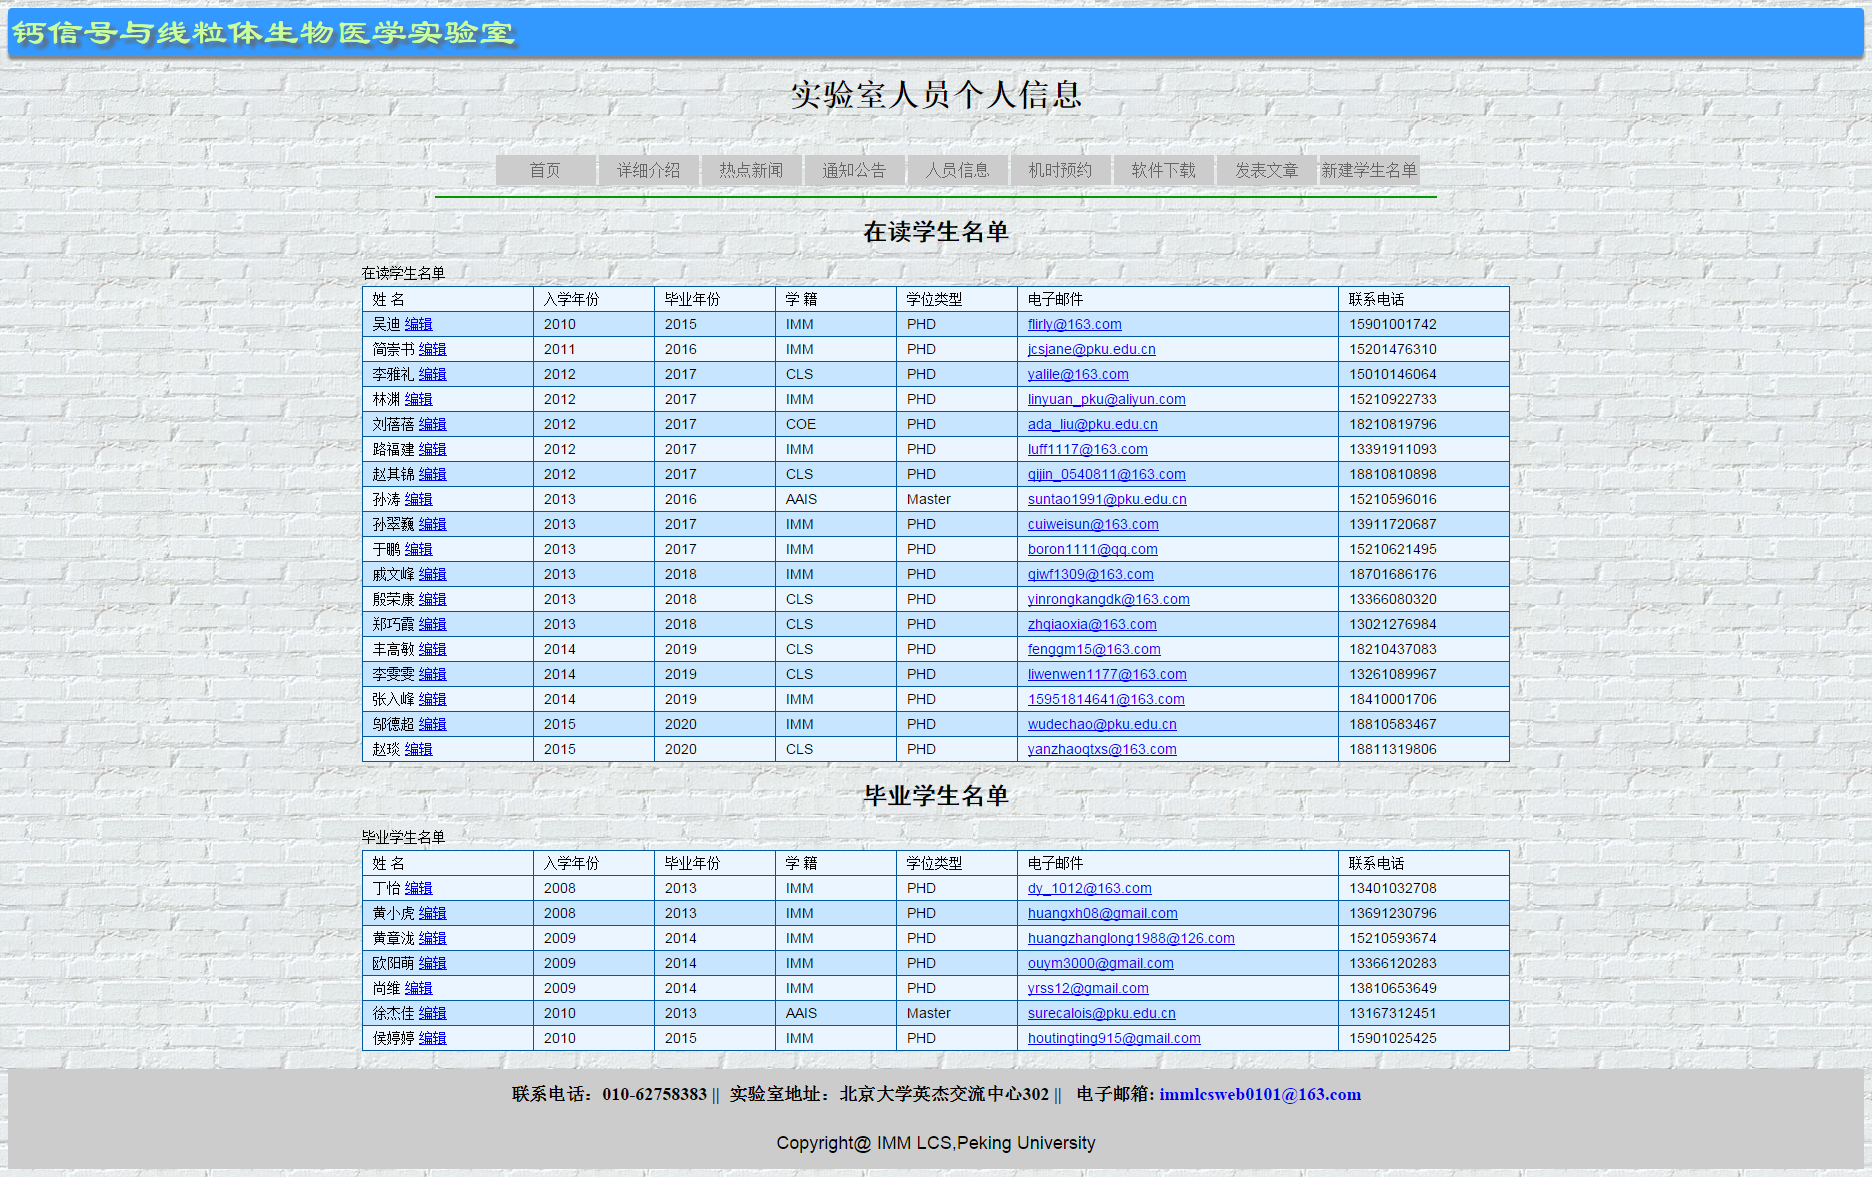 钙信号与线粒体生物医学实验室
实验室人员个人信息
首页 详细介绍 热点新闻 通知公告 人员信息 机时预约 软件下载 发表文章 新建学生名单
在读学生名单
在读学生名单
姓 名 入学年份 毕业年份 学 籍 学位类型 电子邮件 联系电话
吴迪 编辑 2010 2015 IMM PHD flirly@163.com 15901001742
简崇书 编辑 2011 2016 IMM PHD jcsjane@pku.edu.cn 15201476310
李雅礼 编辑 2012 2017 CLS PHD yalile@163.com 15010146064
林渊 编辑 2012 2017 IMM PHD linyuan_pku@aliyun.com 15210922733
刘蓓蓓 编辑 2012 2017 COE PHD ada_liu@pku.edu.cn 18210819796
路福建 编辑 2012 2017 IMM PHD luff1117@163.com 13391911093
赵其锦 编辑 2012 2017 CLS PHD qijin_0540811@163.com 18810810898
孙涛 编辑 2013 2016 AAIS Master suntao1991@pku.edu.cn 15210596016
孙翠巍 编辑 2013 2017 IMM PHD cuiweisun@163.com 13911720687
于鹏 编辑 2013 2017 IMM PHD boron1111@qq.com 15210621495
戚文峰 编辑 2013 2018 IMM PHD qiwf1309@163.com 18701686176
殷荣康 编辑 2013 2018 CLS PHD yinrongkangdk@163.com 13366080320
郑巧霞 编辑 2013 2018 CLS PHD zhqiaoxia@163.com 13021276984
丰高敏 编辑 2014 2019 CLS PHD fenggm15@163.com 18210437083
李雯雯 编辑 2014 2019 CLS PHD liwenwen1177@163.com 13261089967
张入峰 编辑 2014 2019 IMM PHD 15951814641@163.com 18410001706
邬德超 编辑 2015 2020 IMM PHD wudechao@pku.edu.cn 18810583467
赵琰 编辑 2015 2020 CLS PHD yanzhaoqtxs@163.com 18811319806
毕业学生名单
毕业学生名单
姓 名 入学年份 毕业年份 学 籍 学位类型 电子邮件 联系电话
丁怡 编辑 2008 2013 IMM PHD dy_1012@163.com 13401032708
黄小虎 编辑 2008 2013 IMM PHD huangxh08@gmail.com 13691230796
黄章泷 编辑 2009 2014 IMM PHD huangzhanglong1988@126.com 15210593674
欧阳萌 编辑 2009 2014 IMM PHD ouym3000@gmail.com 13366120283
尚维 编辑 2009 2014 IMM PHD yrss12@gmail.com 13810653649
徐杰佳 编辑 2010 2013 AAIS Master surecalois@pku.edu.cn 13167312451
侯婷婷 编辑 2010 2015 IMM PHD houtingting915@gmail.com 15901025425
联系电话：010-62758383 || 实验室地址：北京大学英杰交流中心302 || 电子邮箱: immlcsweb0101@163.com
Copyright@ IMM LCS,Peking University